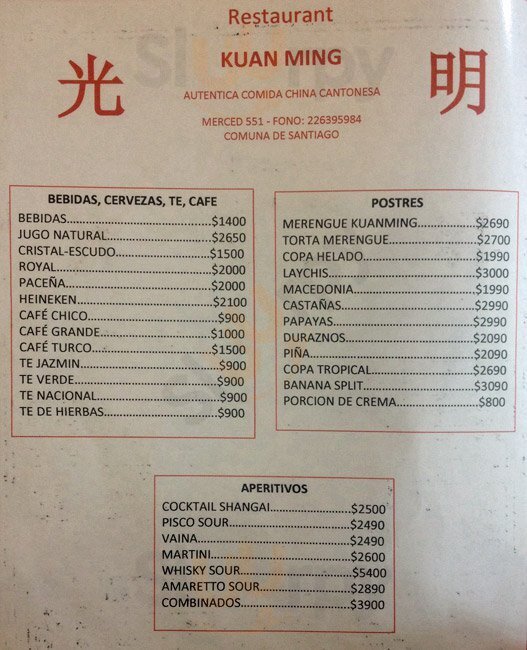 Restaurant
KUAN MING
光 明
AUTENTICA COMIDA CHINA CANTONESA
MERCED 551 - FONO: 226395984
COMUNA DE SANTIAGO
BEBIDAS, CERVEZAS, TE, CAFE
BEBIDAS..........$1400
JUGO NATURAL..........$2650
CRISTAL-ESCUDO..........$1500
ROYAL..........$2000
PACEÑA..........$2000
HEINEKEN..........$2100
CAFÉ CHICO..........$900
CAFÉ GRANDE..........$1000
CAFÉ TURCO..........$1500
TE JAZMIN..........$900
TE VERDE..........$900
TE NACIONAL..........$900
TE DE HIERBAS..........$900
POSTRES
MERENGUE KUANMING..........$2690
TORTA MERENGUE..........$2700
COPA HELADO..........$1990
LAYCHIS..........$3000
MACEDONIA..........$1990
CASTAÑAS..........$2990
PAPAYAS..........$2990
DURAZNOS..........$2090
PIÑA..........$2090
COPA TROPICAL..........$2690
BANANA SPLIT..........$3090
PORCION DE CREMA..........$800
APERITIVOS
COCKTAIL SHANGAI..........$2500
PISCO SOUR..........$2490
VAINA..........$2490
MARTINI..........$2600
WHISKY SOUR..........$5400
AMARETTO SOUR..........$2890
COMBINADOS..........$3900